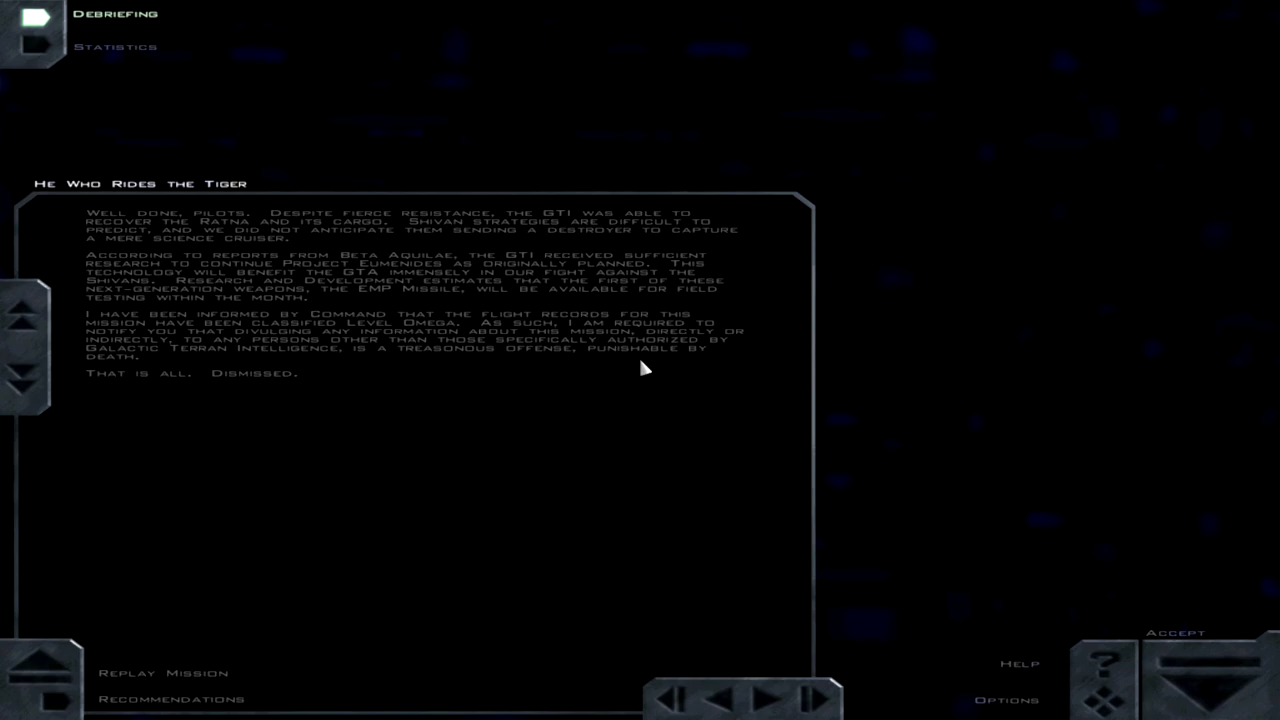 Debriefing
Statistics
He Who Rides the Tiger
Well done, pilots. Despite fierce resistance, the GTI was able to
recover the Ratna and its cargo. Shivan strategies are difficult to
predict, and we did not anticipate them sending a destroyer to capture
a mere science cruiser.
According to reports from Beta Aquilae, the GTI received sufficient
research to continue Project Eumenides as originally planned. This
technology will benefit the GTA immensely in our fight against the
Shivans. Research and Development estimates that the first of these
next-generation weapons, the EMP Missile, will be available for field
testing within the month.
I have been informed by Command that the flight records for this
mission have been classified Level Omega. As such, I am required to
notify you that divulging any information about this mission, directly or
indirectly, to any persons other than those specifically authorized by
Galactic Terran Intelligence, is a treasonous offense, punishable by
death.
That is all. Dismissed.
Accept
Help
Replay Mission
Recommendations
Options